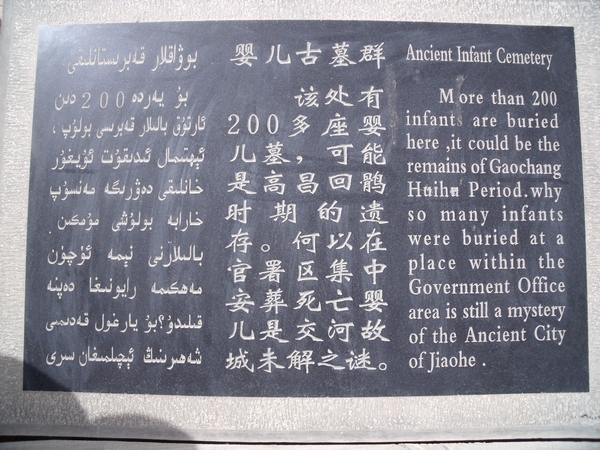 بوۋاقلار قەبرىستانلىقى
بۇ يەردە 200 دىن
ئارتۇق بالىلار قەبرىسى بولۇپ ،
ئېھتىمال ئىدىقۇت ئۇيغۇر
خانلىقى دەۋرىگە مەنسۇپ
خارابە بولۇشى مۇمكىن .
بالىلارنى نېمە ئۈچۈن
مەھكىمە رايونىغا دەپنە
قىلىدۇ؟بۇ يارغول قەدىمىي
شەھىرىنىڭ ئېچىلمىغان سىرى
婴儿古墓群
该处有
200多座婴
儿墓，可能
是高昌回鹘
时期的遗
存。何以在
官署区集中
安葬死亡婴
儿是交河故
城未解之谜。
Ancient Infant Cemetery
More than 200
infants are buried
here ,it could be the
remains of Gaochang
Huihu Period.why
so many infants
were buried at a
place within the
Government Office
area is still a mystery
of the Ancient City
of Jiaohe .